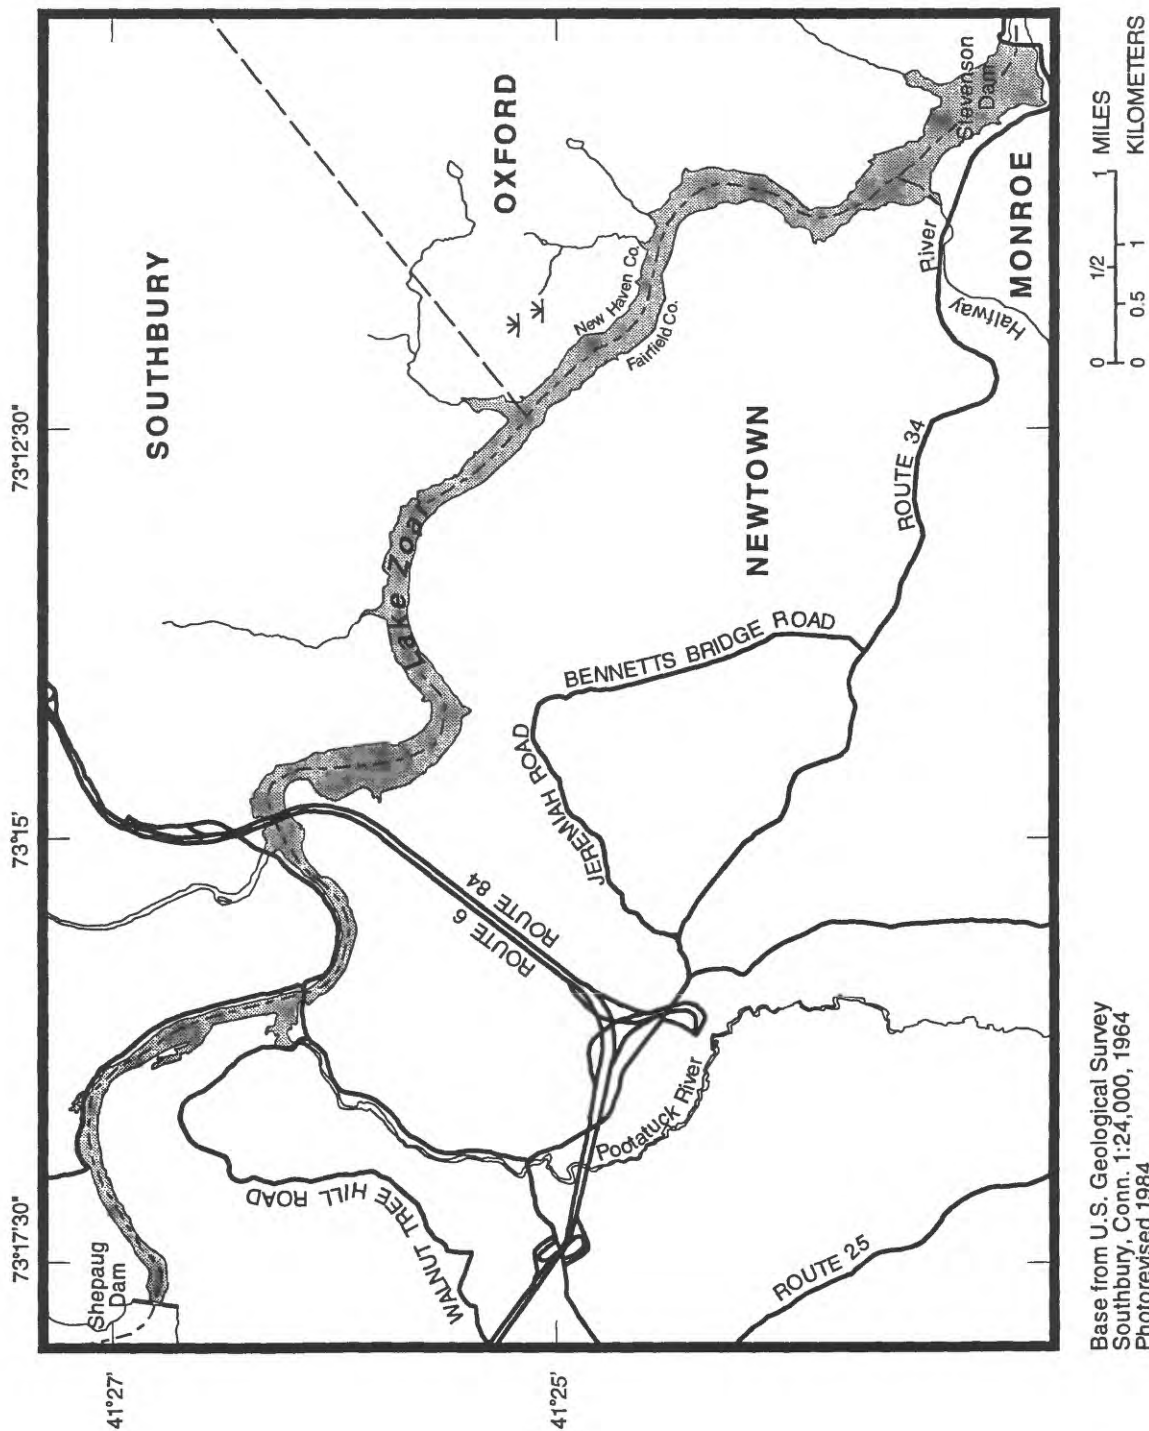 73°17'30"
73°15'
73°12'30"
41°27'
41°25'
Shepaug
Dam
SOUTHBURY
OXFORD
Lake Zoar
New Haven Co.
Fairfield Co.
WALNUT TREE HILL ROAD
ROUTE 6
ROUTE 84
JEREMIAH ROAD
BENNETTS BRIDGE ROAD
NEWTOWN
Pootatuck River
ROUTE 25
ROUTE 34
Halfway
River
MONROE
Stevenson
Dam
Base from U.S. Geological Survey
Southbury, Conn. 1:24,000, 1964
Photorevised 1984
0 1/2 1 MILES
0 0.5 1 KILOMETERS